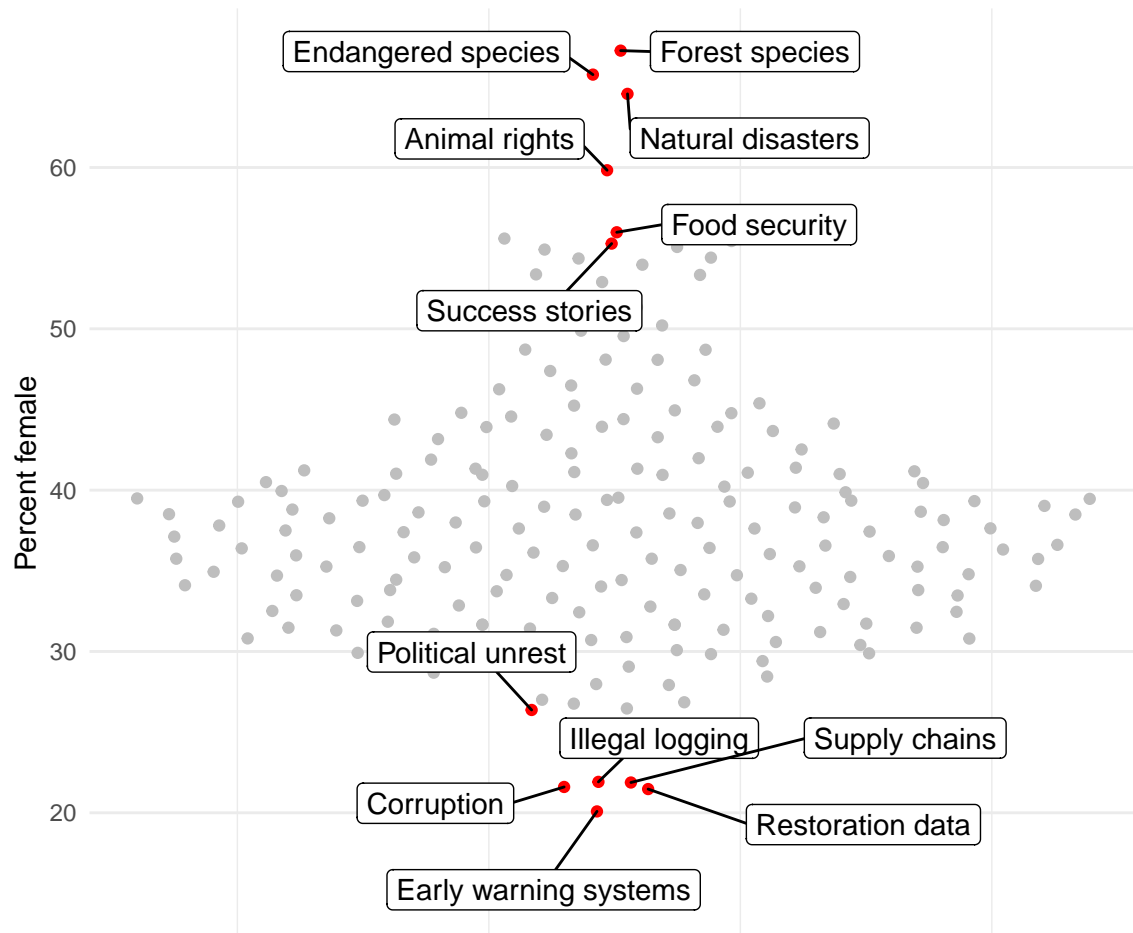 Endangered species
Forest species
Animal rights
Natural disasters
60
Food security
Success stories
50
Percent female
40
30
Political unrest
Illegal logging
Supply chains
Corruption
20
Restoration data
Early warning systems